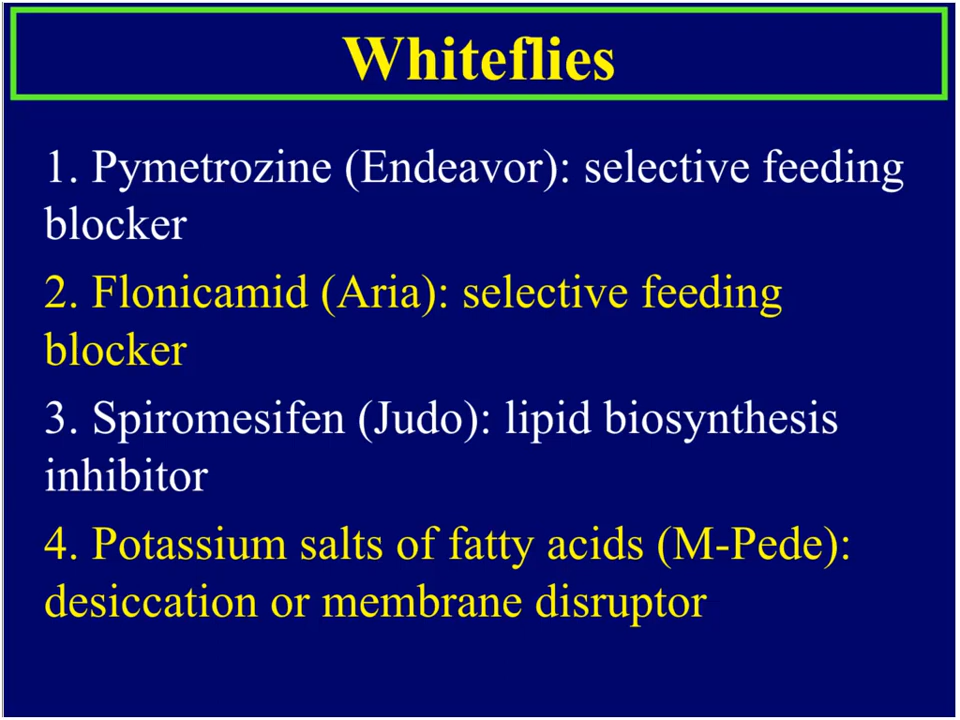 Whiteflies
1. Pymetrozine (Endeavor): selective feeding
blocker
2. Flonicamid (Aria): selective feeding
blocker
3. Spiromesifen (Judo): lipid biosynthesis
inhibitor
4. Potassium salts of fatty acids (M-Pede):
desiccation or membrane disruptor